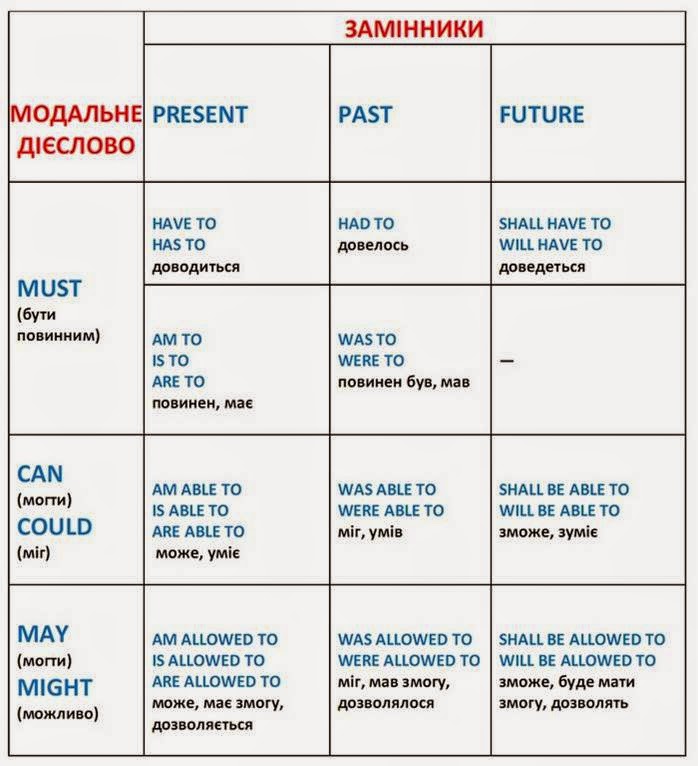 ЗАМІННИКИ
МОДАЛЬНЕ
ДІЄСЛОВО
PRESENT
PAST
FUTURE
MUST
(бути
повинним)
HAVE TO
HAS TO
доводиться
HAD TO
довелось
SHALL HAVE TO
WILL HAVE TO
доведеться
AM TO
IS TO
ARE TO
повинен, має
WAS TO
WERE TO
повинен був, мав
–
CAN
(могти)
COULD
(міг)
AM ABLE TO
IS ABLE TO
ARE ABLE TO
може, уміє
WAS ABLE TO
WERE ABLE TO
міг, умів
SHALL BE ABLE TO
WILL BE ABLE TO
зможе, зуміє
MAY
(могти)
MIGHT
(можливо)
AM ALLOWED TO
IS ALLOWED TO
ARE ALLOWED TO
може, має змогу,
дозволяється
WAS ALLOWED TO
WERE ALLOWED TO
міг, мав змогу,
дозволялося
SHALL BE ALLOWED TO
WILL BE ALLOWED TO
зможе, буде мати
змогу, дозволять